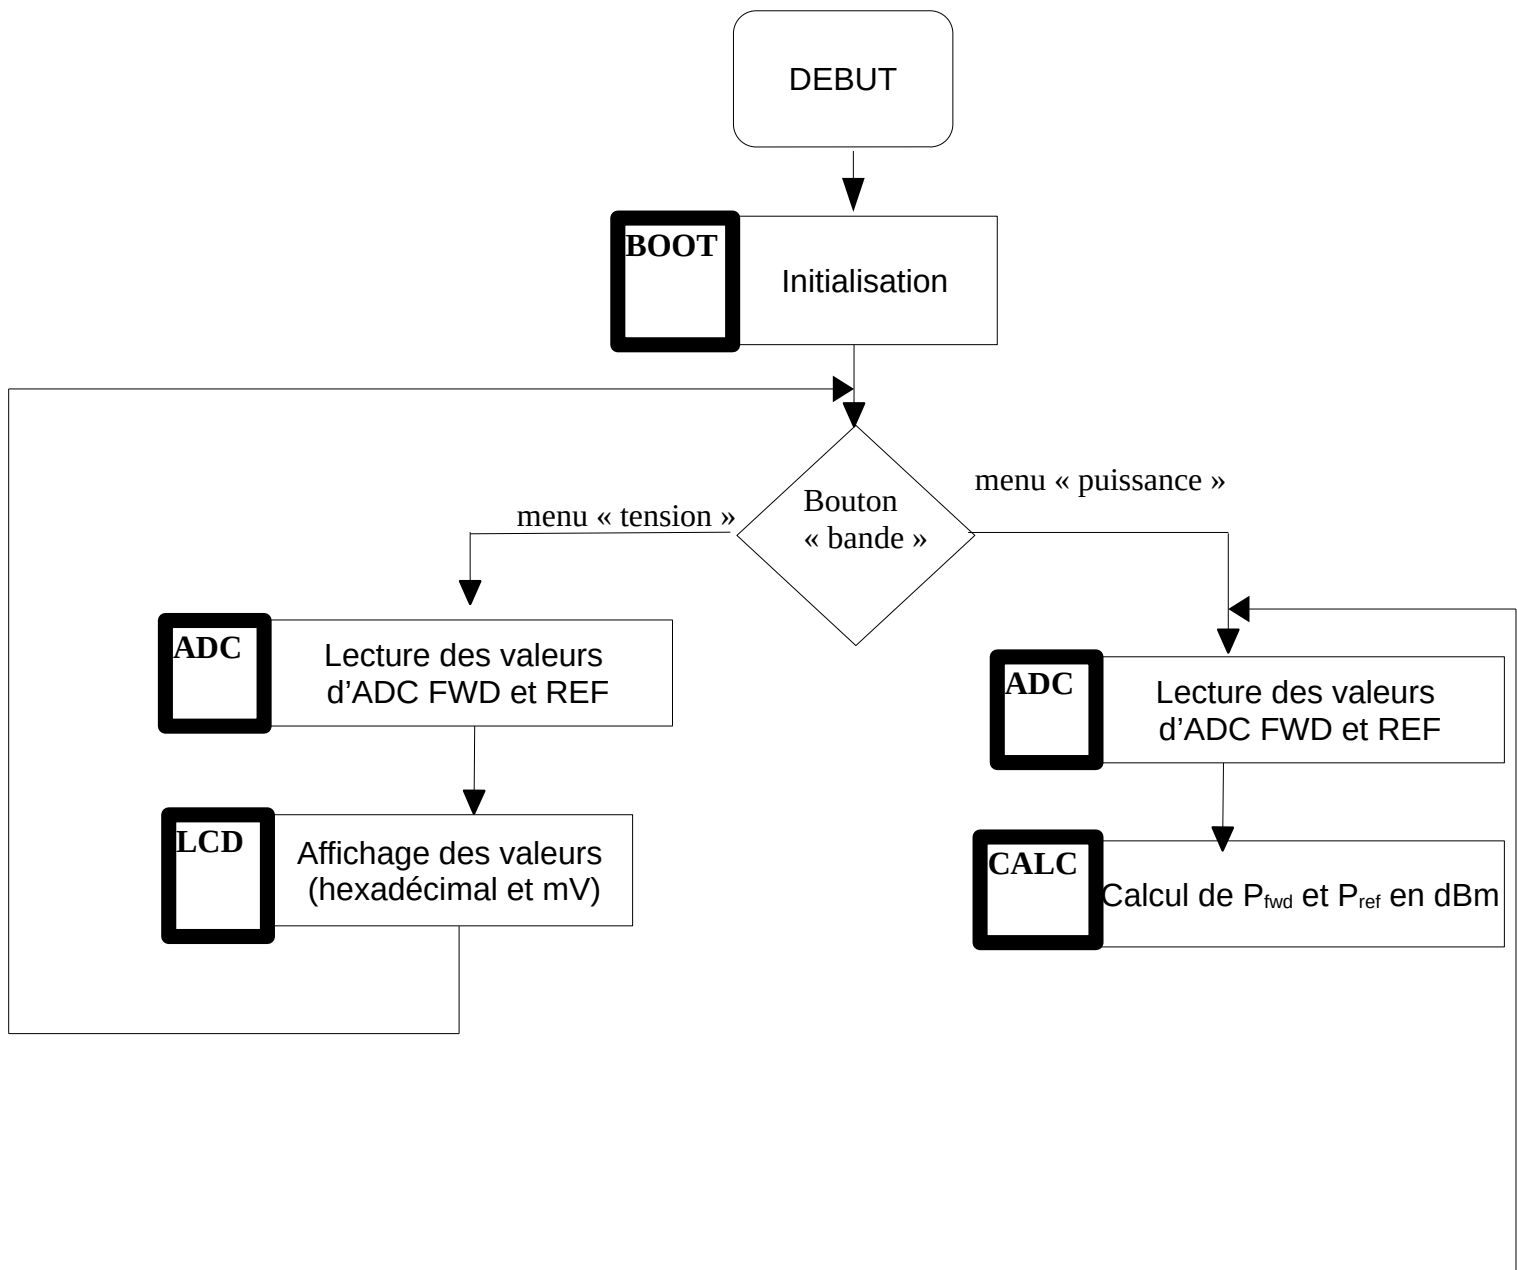 DEBUT
BOOT
Initialisation
menu « puissance »
Bouton
« bande »
menu « tension »
ADC
Lecture des valeurs
d’ADC FWD et REF
ADC
Lecture des valeurs
d’ADC FWD et REF
LCD
Affichage des valeurs
(hexadécimal et mV)
CALC
Calcul de Pfwd et Pref en dBm